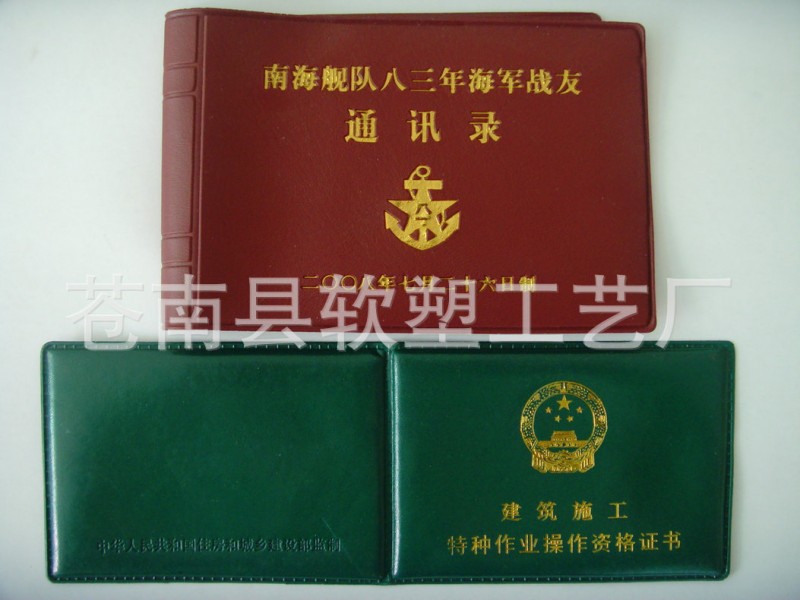 南海舰队八三年海军战友
通讯录
八一
二〇〇八年七月二十六日制
苍南县软塑工艺厂
中华人民共和国住房和城乡建设部监制
建筑施工
特种作业操作资格证书